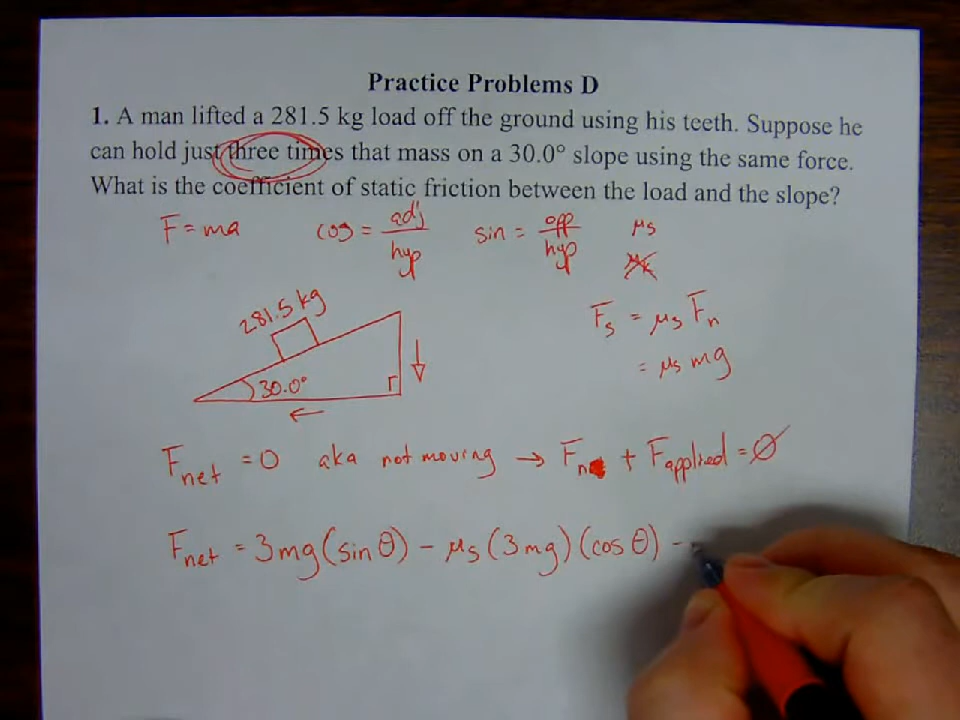 Practice Problems D
1. A man lifted a 281.5 kg load off the ground using his teeth. Suppose he
can hold just three times that mass on a 30.0° slope using the same force.
What is the coefficient of static friction between the load and the slope?
F = ma cos = adj/hyp sin = opp/hyp μs
μk
281.5 kg
Fs = μs Fn
= μs mg
30.0°
Fnet = 0 aka not moving → Fn + Fapplied = 0
Fnet = 3mg(sin θ) - μs(3mg)(cos θ) -